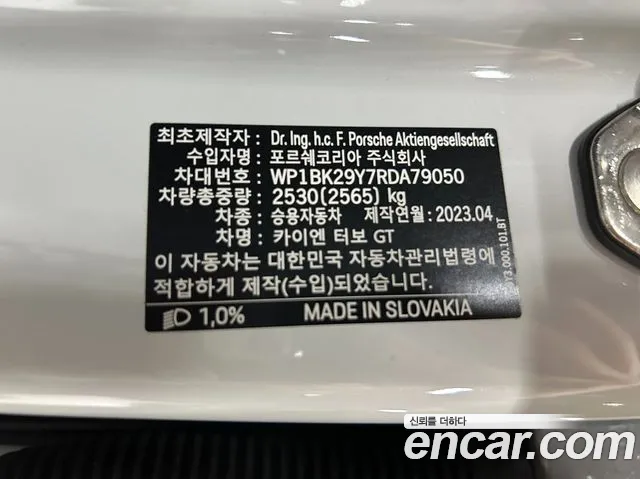 최초제작자 : Dr. Ing. h.c. F. Porsche Aktiengesellschaft
수입자명 : 포르쉐코리아 주식회사
차대번호 : WP1BK29Y7RDA79050
차량총중량 : 2530(2565) kg
차종 : 승용자동차 제작연월 : 2023.04
차명 : 카이엔 터보 GT
이 자동차는 대한민국 자동차관리법령에
적합하게 제작(수입)되었습니다.
1,0% MADE IN SLOVAKIA
신뢰를 더하다
encar.com